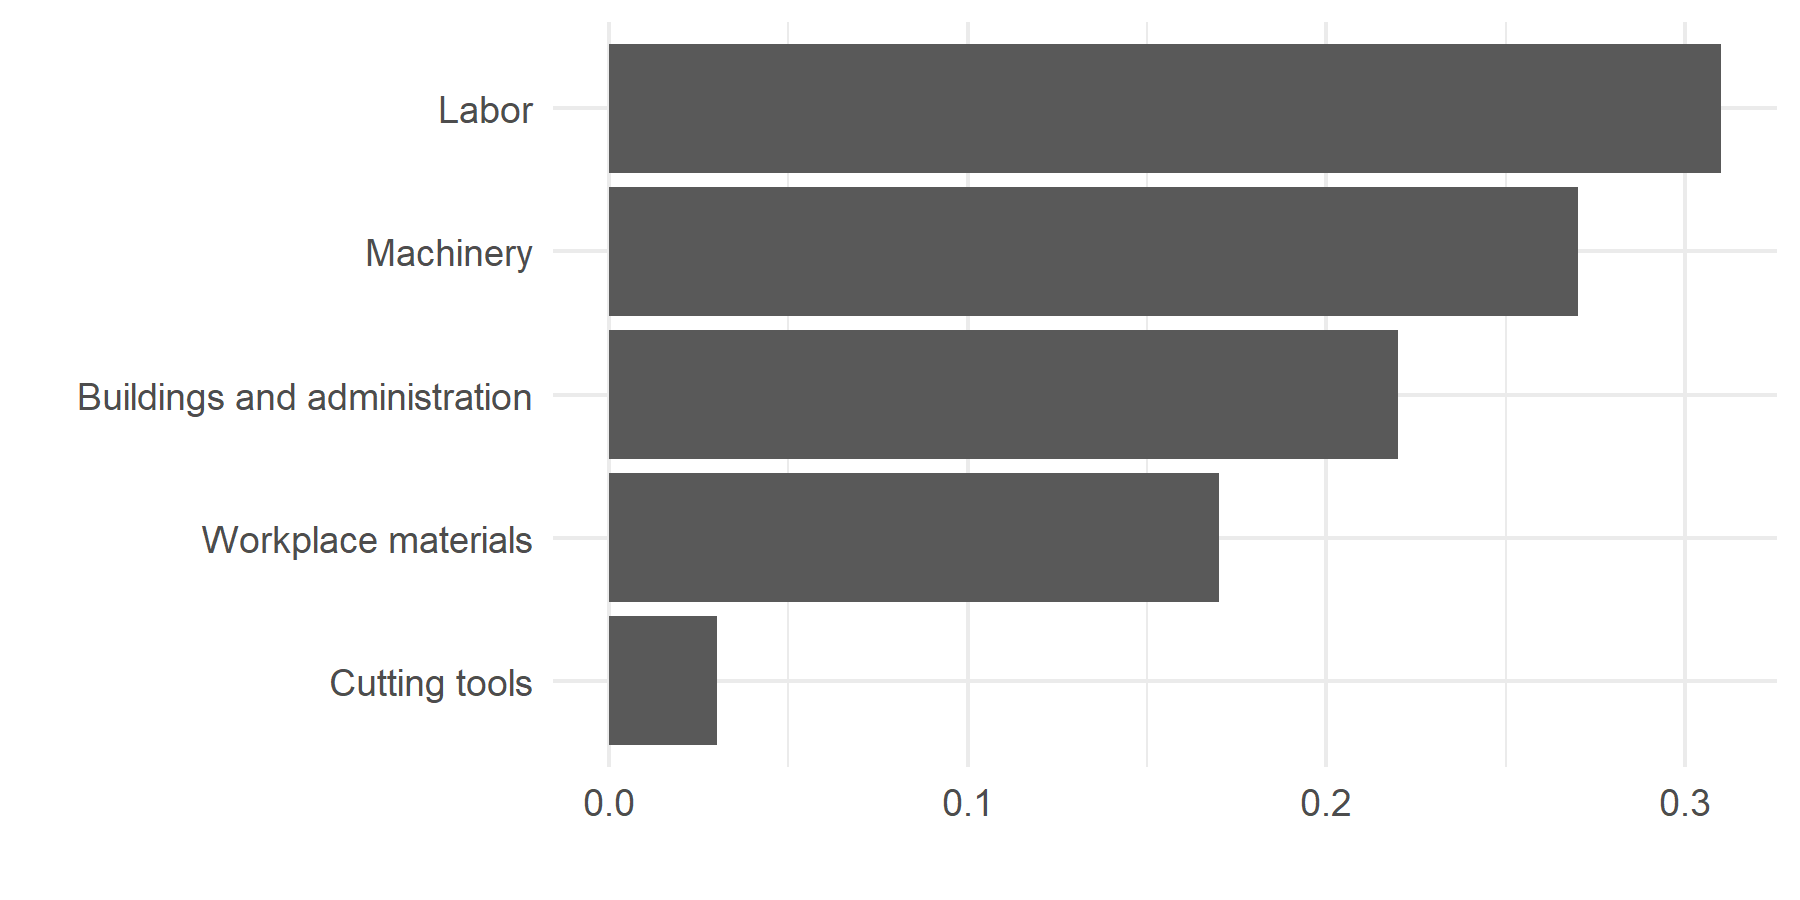 Labor
Machinery
Buildings and administration
Workplace materials
Cutting tools
0.0 0.1 0.2 0.3